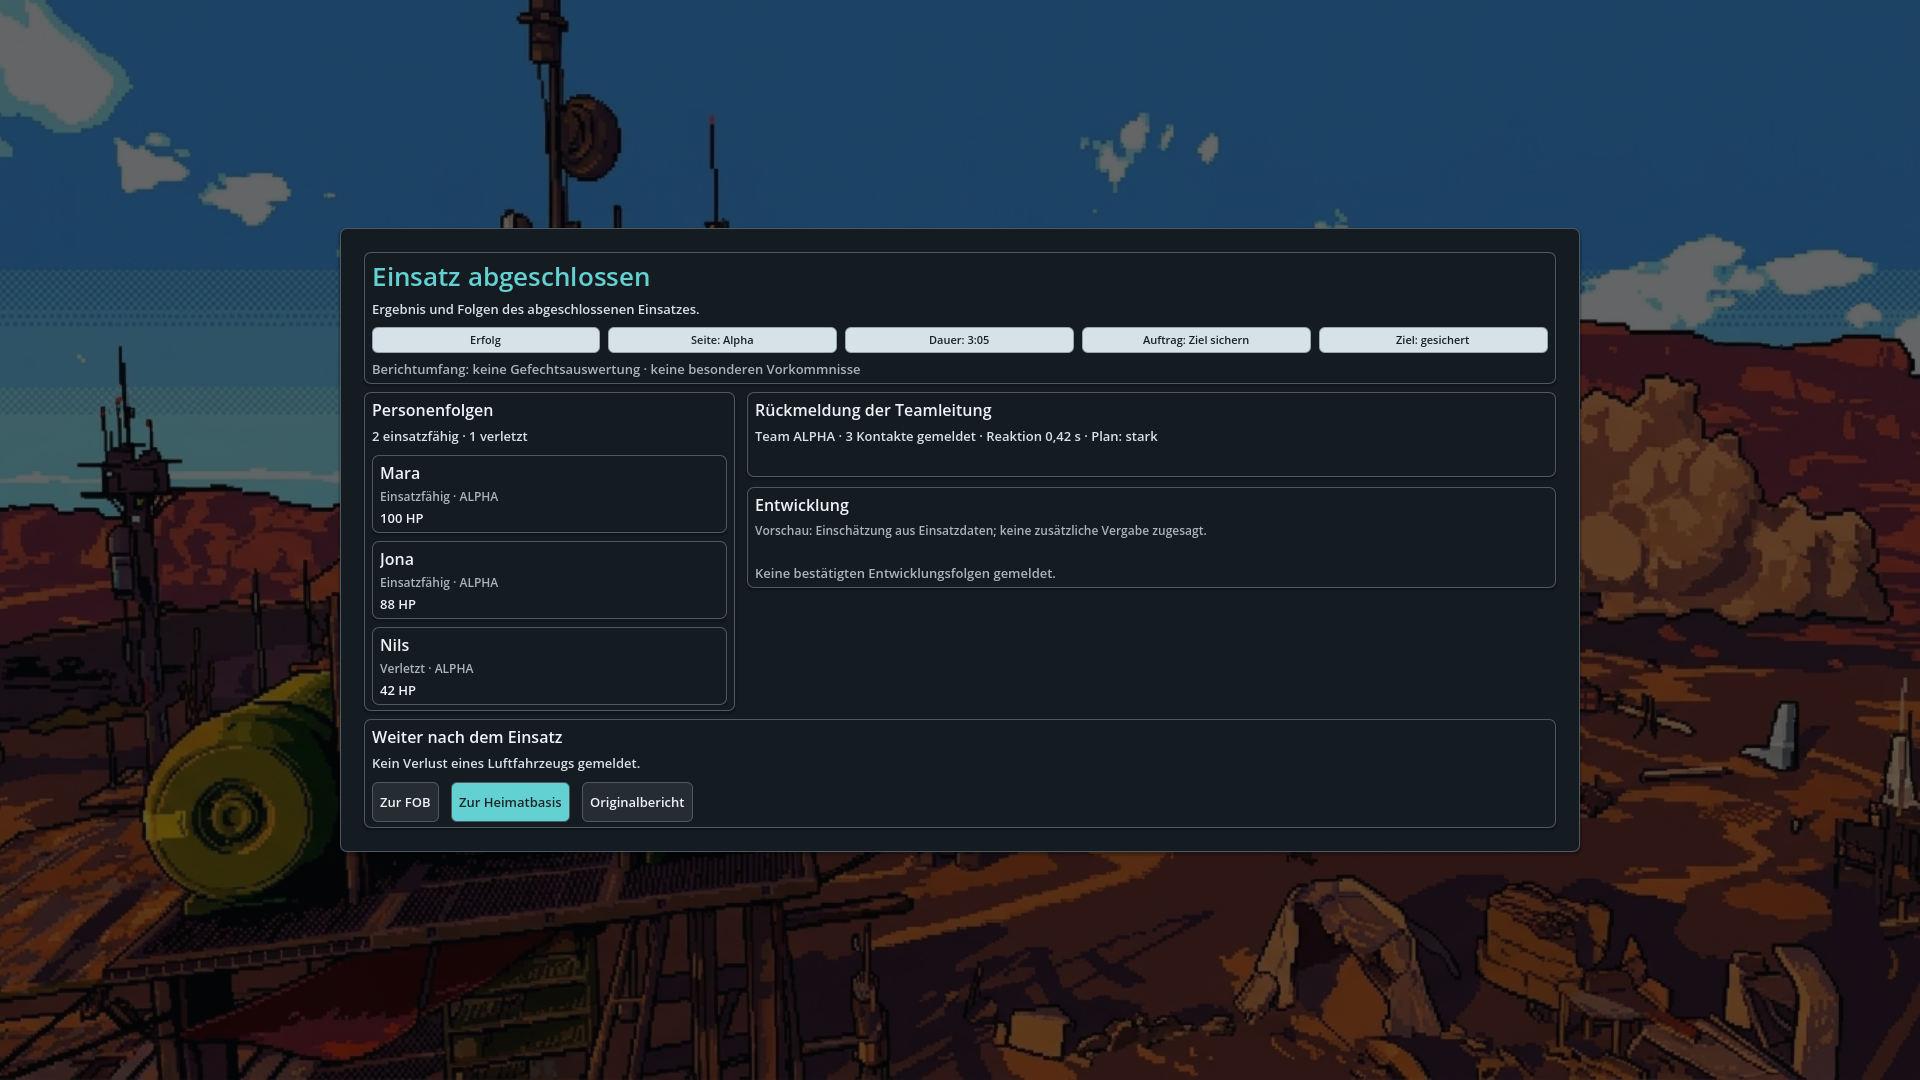 Einsatz abgeschlossen
Ergebnis und Folgen des abgeschlossenen Einsatzes.
Erfolg
Seite: Alpha
Dauer: 3:05
Auftrag: Ziel sichern
Ziel: gesichert
Berichtumfang: keine Gefechtsauswertung · keine besonderen Vorkommnisse
Personenfolgen
2 einsatzfähig · 1 verletzt
Mara
Einsatzfähig · ALPHA
100 HP
Jona
Einsatzfähig · ALPHA
88 HP
Nils
Verletzt · ALPHA
42 HP
Rückmeldung der Teamleitung
Team ALPHA · 3 Kontakte gemeldet · Reaktion 0,42 s · Plan: stark
Entwicklung
Vorschau: Einschätzung aus Einsatzdaten; keine zusätzliche Vergabe zugesagt.
Keine bestätigten Entwicklungsfolgen gemeldet.
Weiter nach dem Einsatz
Kein Verlust eines Luftfahrzeugs gemeldet.
Zur FOB
Zur Heimatbasis
Originalbericht